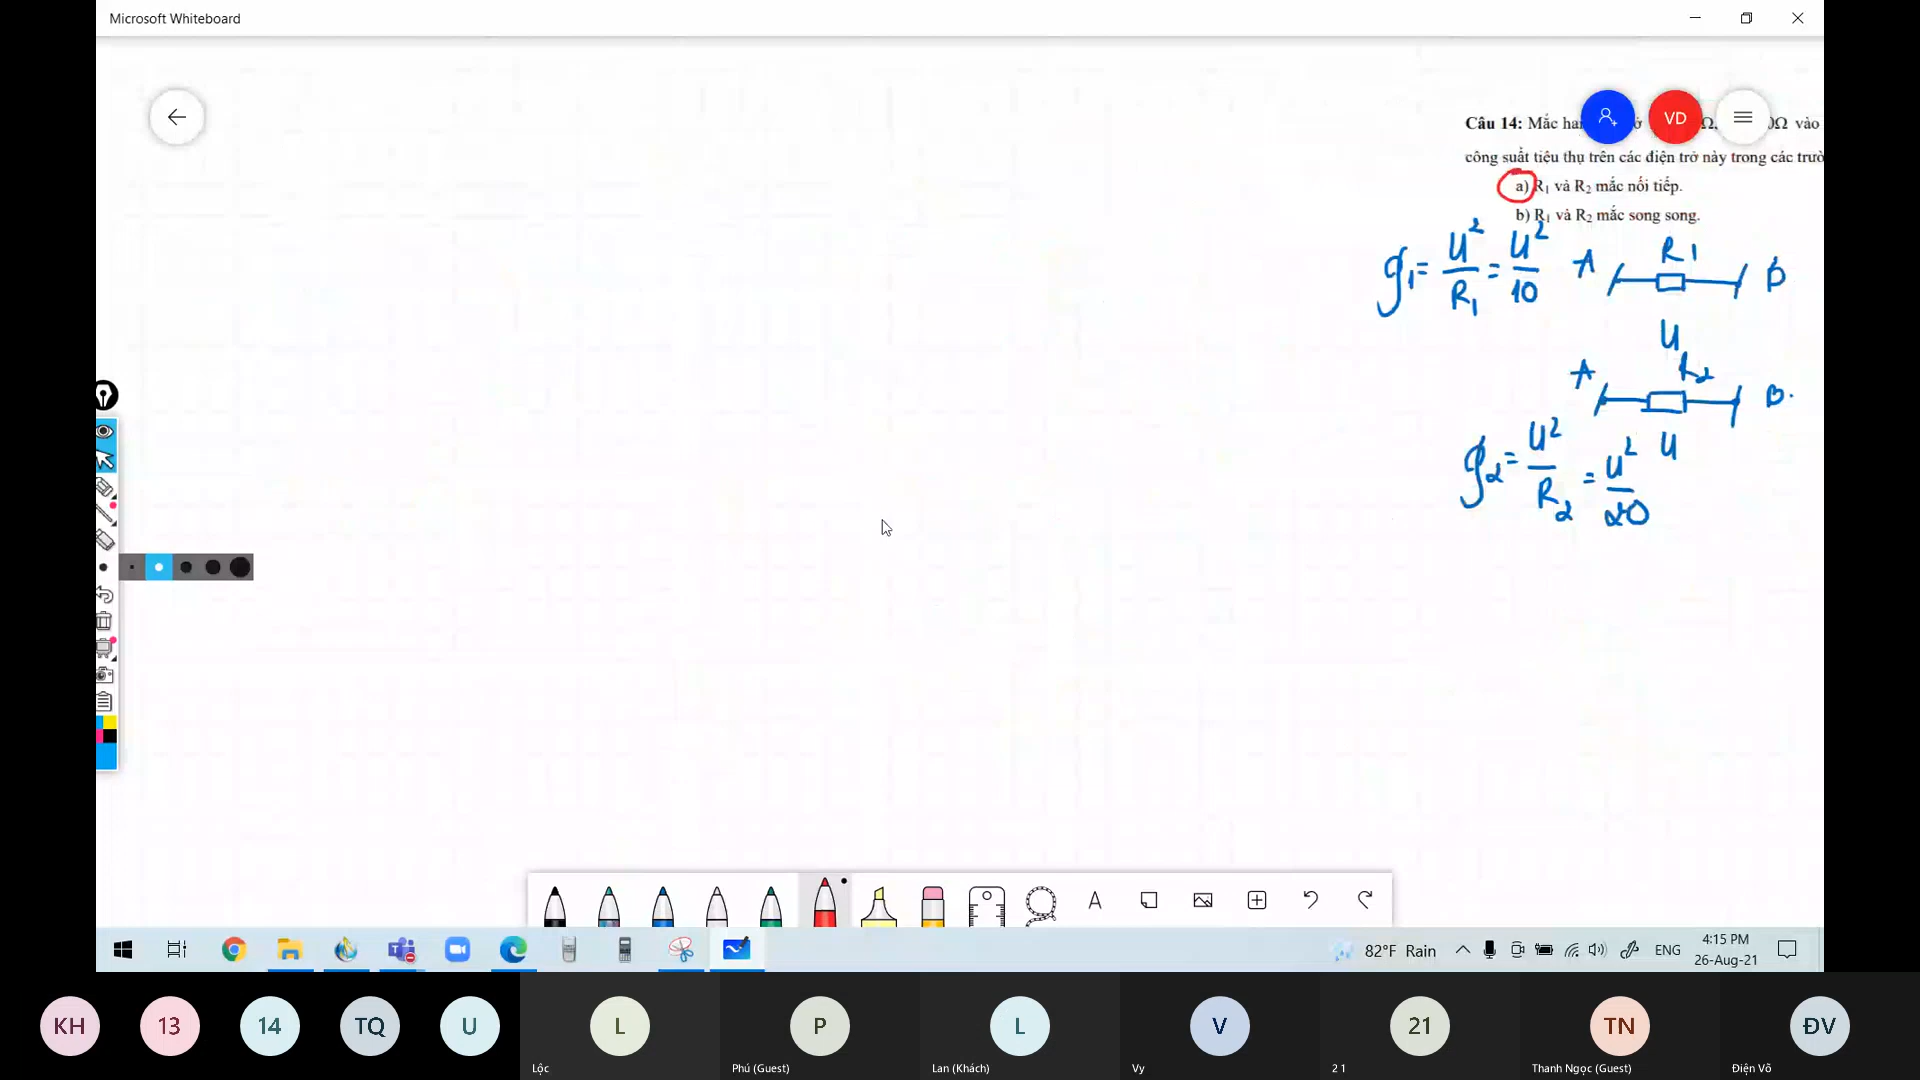 Microsoft Whiteboard
VD
Câu 14: Mắc ha Ω, 0Ω vào
công suất tiêu thụ trên các điện trở này trong các trườ
a) R₁ và R₂ mắc nối tiếp.
b) R₁ và R₂ mắc song song.
℘₁ = U²/R₁ = U²/10
A R1 B
U
A R2 B.
U
℘₂ = U²/R₂ = U²/20
A
82°F Rain
ENG
4:15 PM
26-Aug-21
KH 13 14 TQ U L P L V 21 TN ĐV
Lộc Phú (Guest) Lan (Khách) Vy 2 1 Thanh Ngọc (Guest) Điện Võ